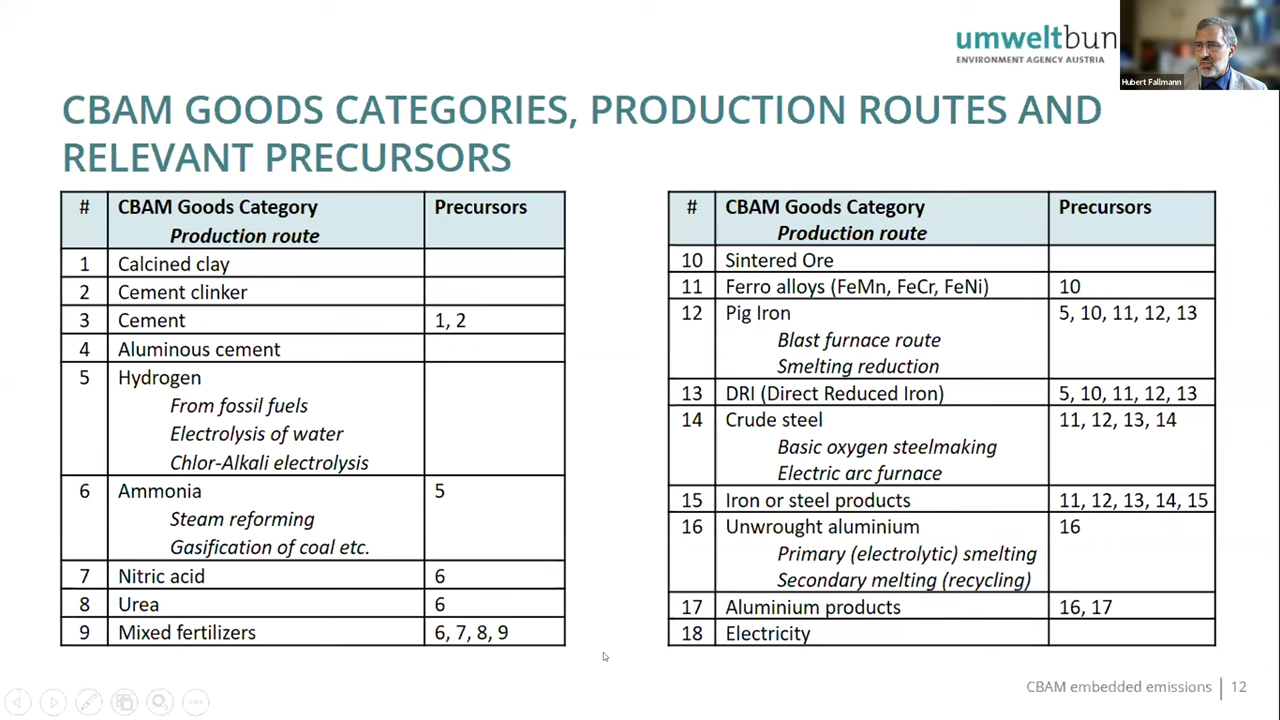 umweltbun
ENVIRONMENT AGENCY AUSTRIA
Hubert Fallmann
CBAM GOODS CATEGORIES, PRODUCTION ROUTES AND
RELEVANT PRECURSORS
# CBAM Goods Category Precursors
Production route
1 Calcined clay
2 Cement clinker
3 Cement 1, 2
4 Aluminous cement
5 Hydrogen
From fossil fuels
Electrolysis of water
Chlor-Alkali electrolysis
6 Ammonia 5
Steam reforming
Gasification of coal etc.
7 Nitric acid 6
8 Urea 6
9 Mixed fertilizers 6, 7, 8, 9
# CBAM Goods Category Precursors
Production route
10 Sintered Ore
11 Ferro alloys (FeMn, FeCr, FeNi) 10
12 Pig Iron 5, 10, 11, 12, 13
Blast furnace route
Smelting reduction
13 DRI (Direct Reduced Iron) 5, 10, 11, 12, 13
14 Crude steel 11, 12, 13, 14
Basic oxygen steelmaking
Electric arc furnace
15 Iron or steel products 11, 12, 13, 14, 15
16 Unwrought aluminium 16
Primary (electrolytic) smelting
Secondary melting (recycling)
17 Aluminium products 16, 17
18 Electricity
CBAM embedded emissions 12